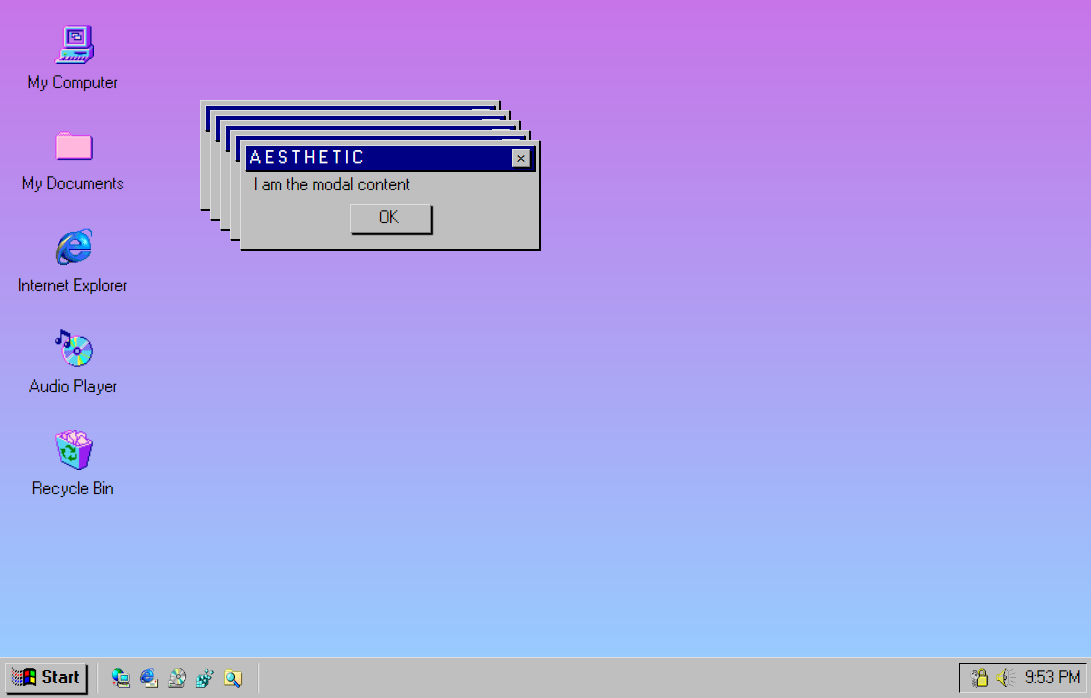 My Computer
My Documents
Internet Explorer
Audio Player
Recycle Bin
AESTHETIC
I am the modal content
OK
Start
9:53 PM